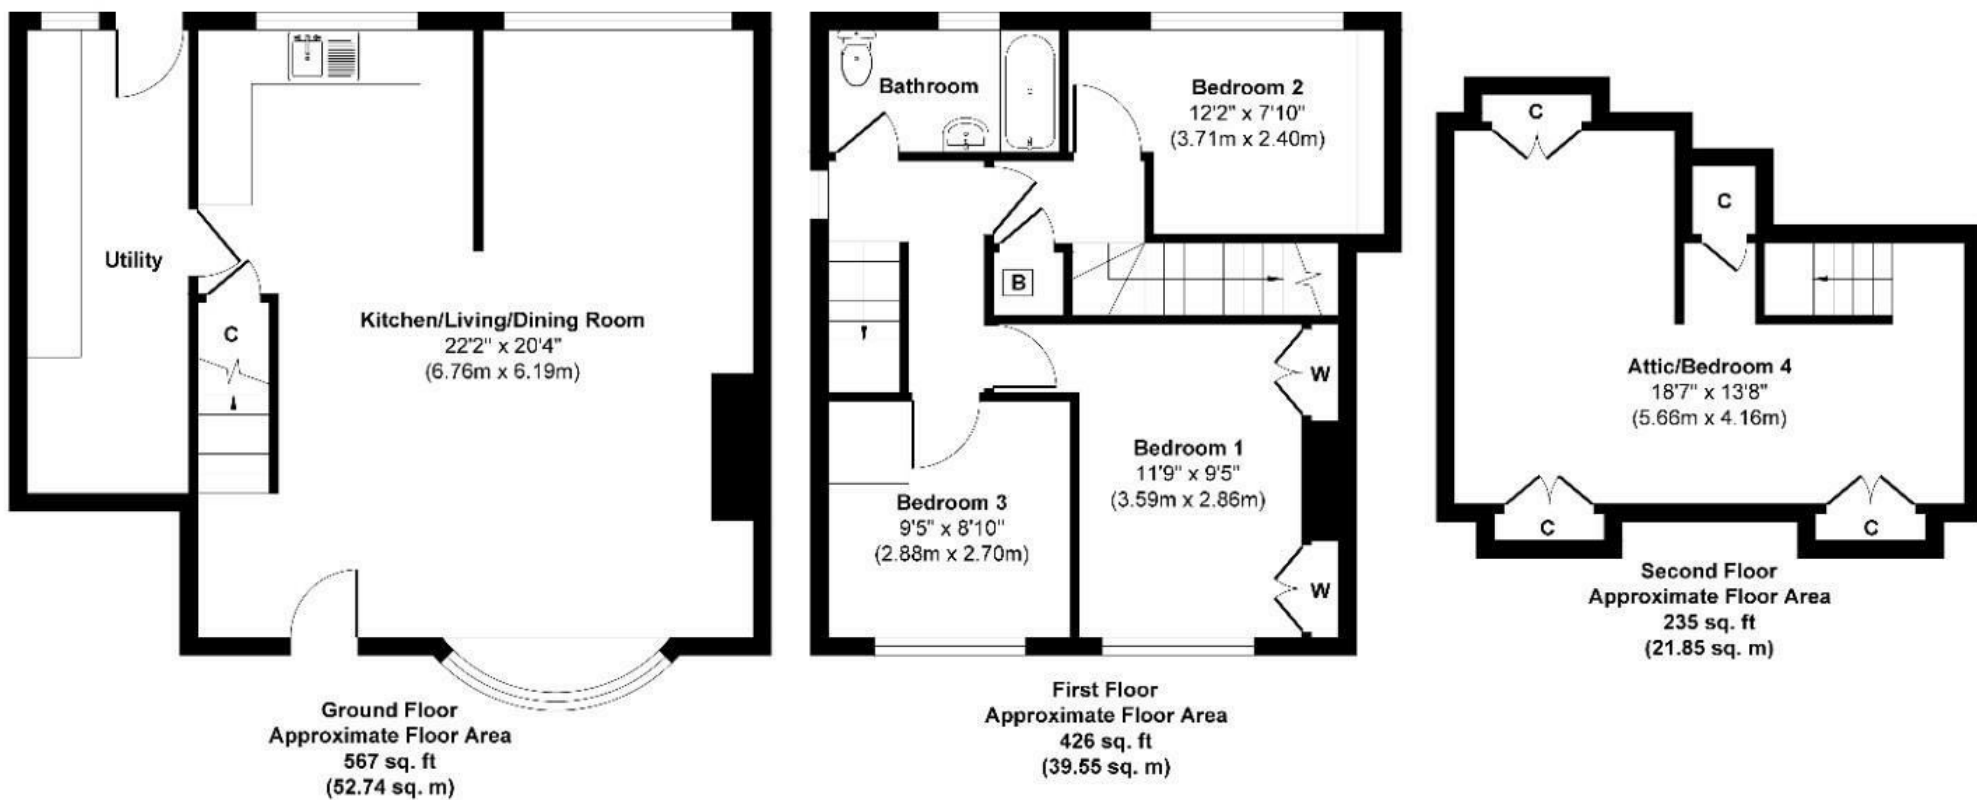 Utility
C
Kitchen/Living/Dining Room
22'2" x 20'4"
(6.76m x 6.19m)
Ground Floor
Approximate Floor Area
567 sq. ft
(52.74 sq. m)
Bathroom
Bedroom 2
12'2" x 7'10"
(3.71m x 2.40m)
B
W
Bedroom 1
11'9" x 9'5"
(3.59m x 2.86m)
Bedroom 3
9'5" x 8'10"
(2.88m x 2.70m)
W
First Floor
Approximate Floor Area
426 sq. ft
(39.55 sq. m)
C
C
Attic/Bedroom 4
18'7" x 13'8"
(5.66m x 4.16m)
C
C
Second Floor
Approximate Floor Area
235 sq. ft
(21.85 sq. m)